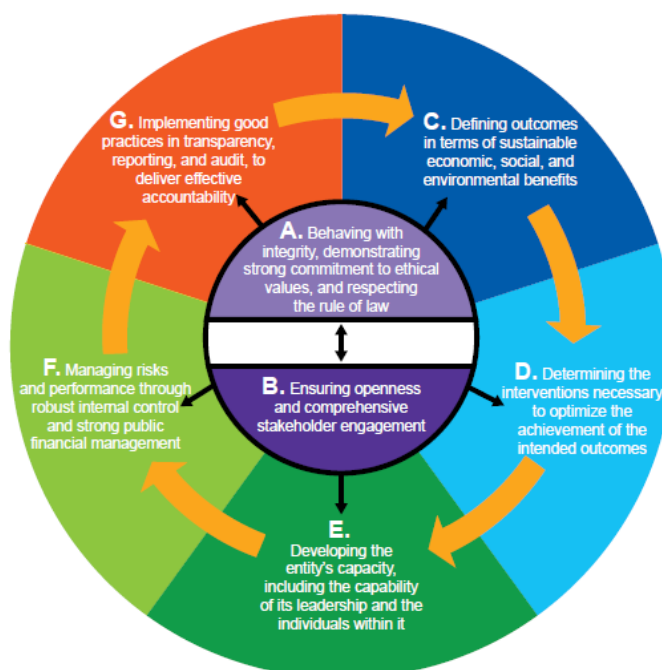 G. Implementing good
practices in transparency,
reporting, and audit, to
deliver effective
accountability
C. Defining outcomes
in terms of sustainable
economic, social, and
environmental benefits
A. Behaving with
integrity, demonstrating
strong commitment to ethical
values, and respecting
the rule of law
F. Managing risks
and performance through
robust internal control
and strong public
financial management
B. Ensuring openness
and comprehensive
stakeholder engagement
D. Determining the
interventions necessary
to optimize the
achievement of the
intended outcomes
E.
Developing the
entity's capacity,
including the capability
of its leadership and the
individuals within it